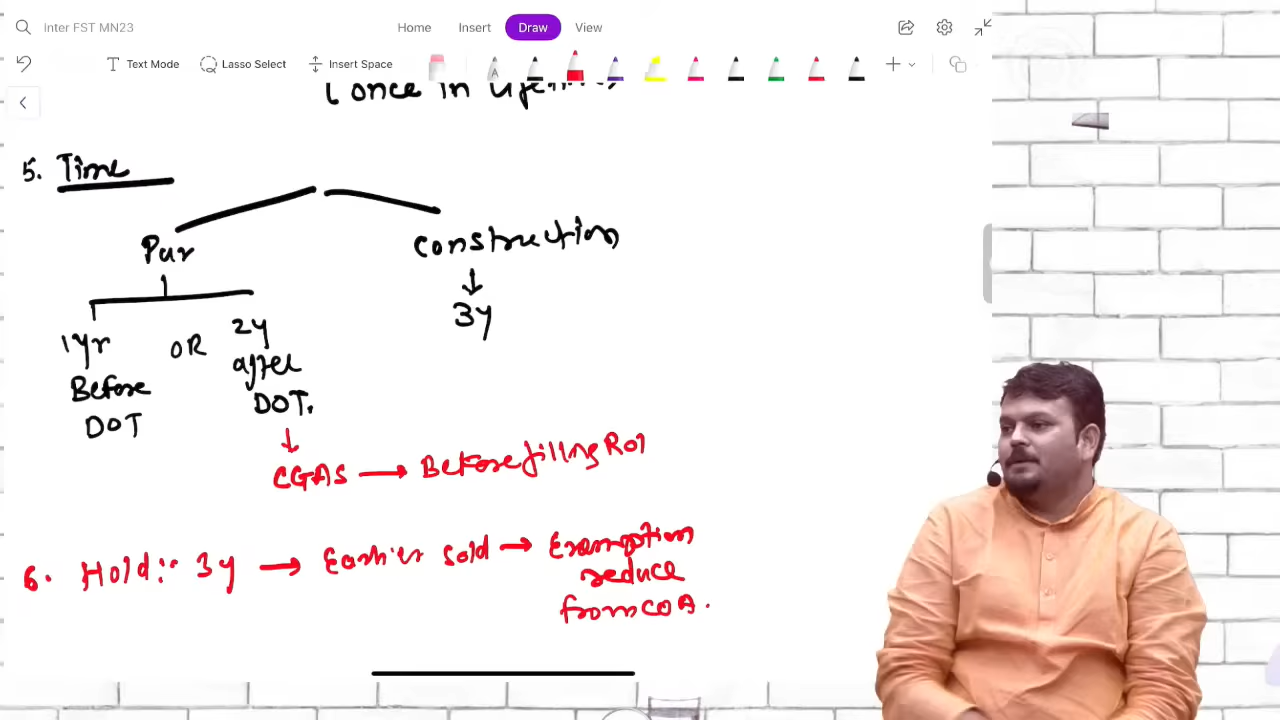 inter FST MN23
Home Insert Draw View
Text Mode Lasso Select Insert Space
(once in
5. Time
Pur Construction
1yr OR 2y 3y
Before after
DOT DOT.
CGAS → Before filling ROI
6. Hold:- 3y → Earlier sold → Exemption
reduce
from COA.